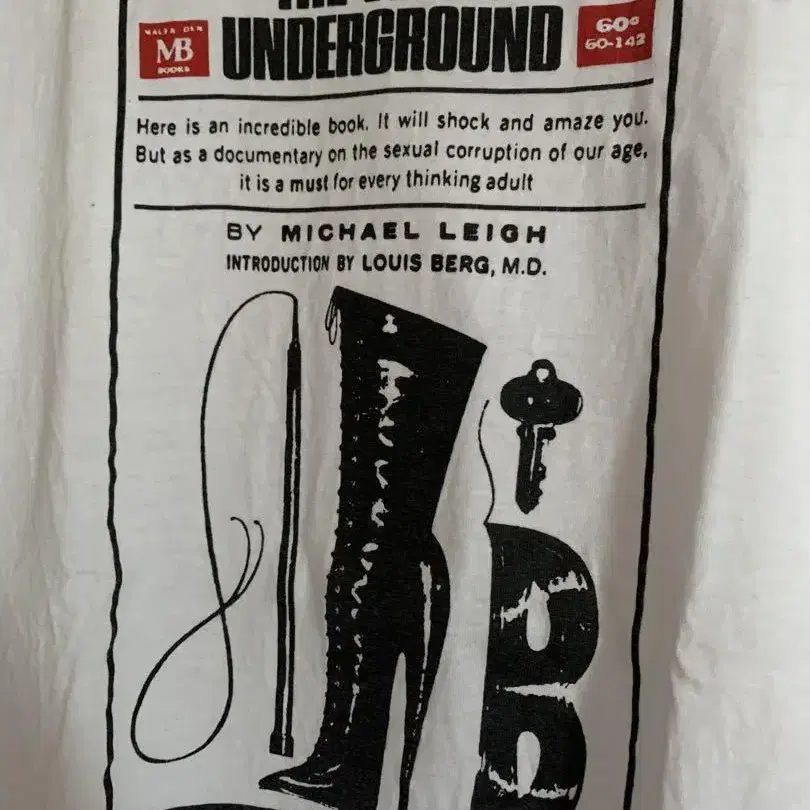 THE
UNDERGROUND
MB
BOOKS
60¢
60-142
Here is an incredible book. It will shock and amaze you.
But as a documentary on the sexual corruption of our age,
it is a must for every thinking adult
BY MICHAEL LEIGH
INTRODUCTION BY LOUIS BERG, M.D.